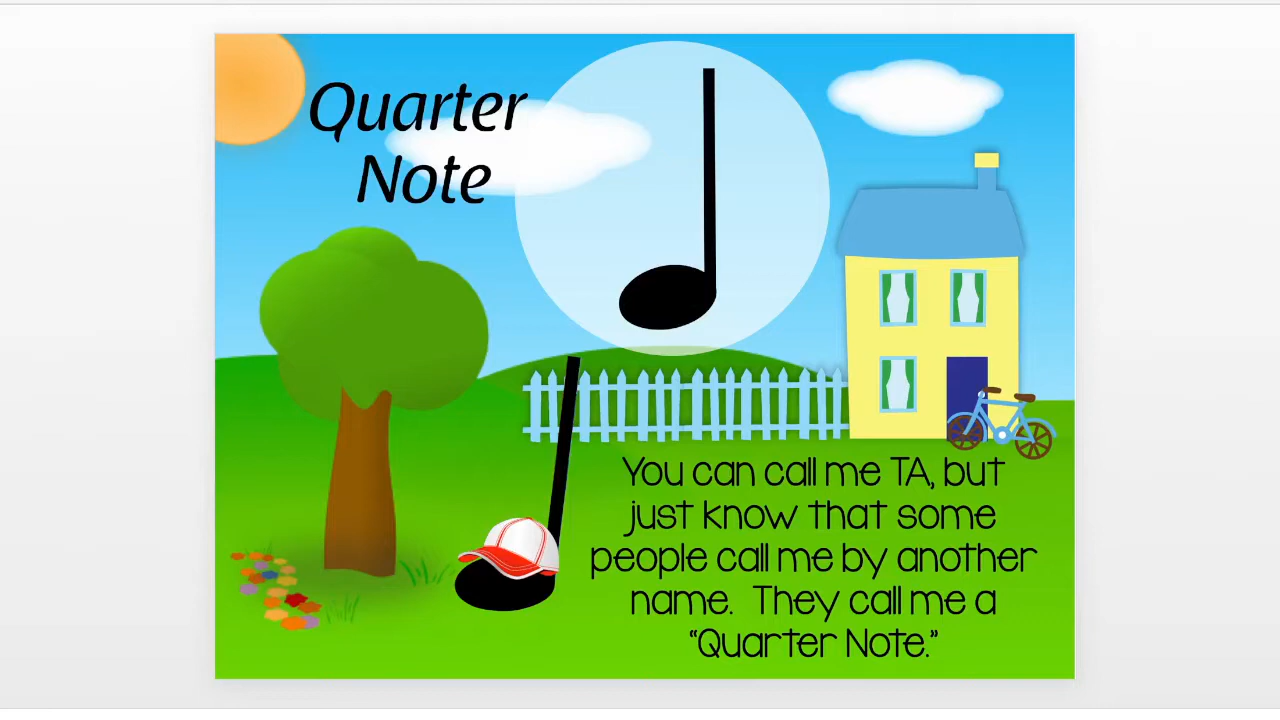 Quarter
Note
You can call me TA, but
just know that some
people call me by another
name.  They call me a
“Quarter Note.”